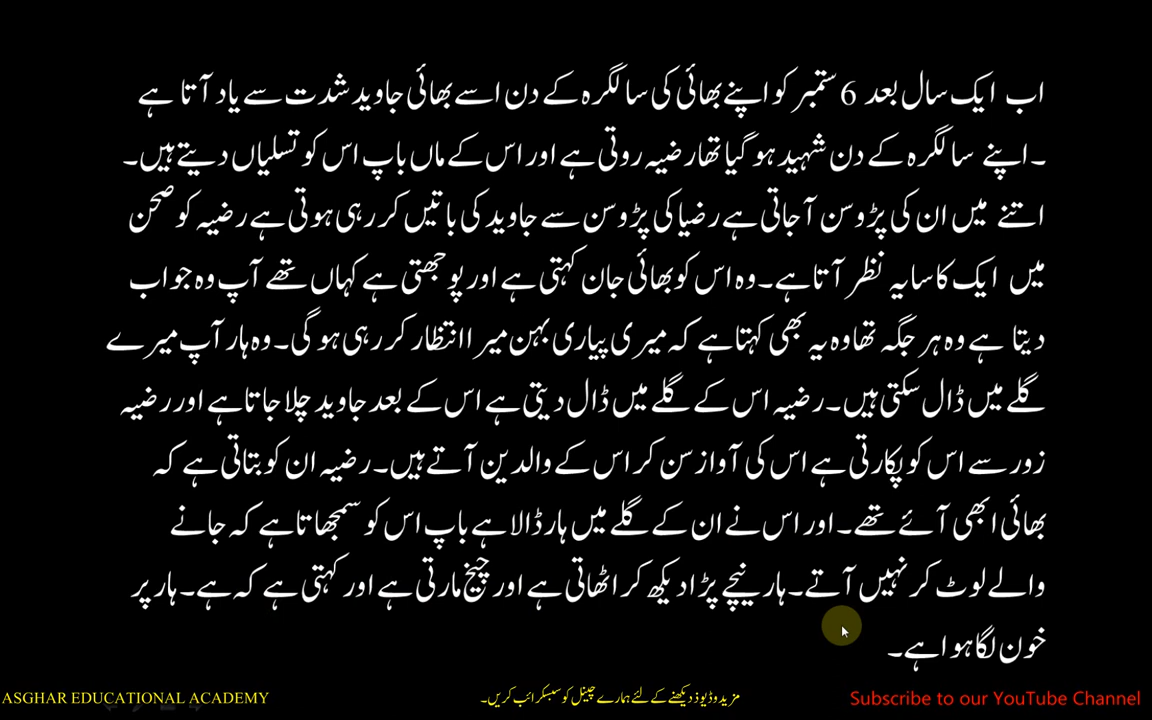 اب ایک سال بعد 6 ستمبر کو اپنے بھائی کی سالگرہ کے دن اسے بھائی جاوید شدت سے یاد آتا ہے
۔اپنے سالگرہ کے دن شہید ہو گیا تھا رضیہ روتی ہے اور اس کے ماں باپ اس کو تسلیاں دیتے ہیں۔
اتنے میں ان کی پڑوسن آ جاتی ہے رضیا کی پڑوسن سے جاوید کی باتیں کر رہی ہوتی ہے رضیہ کو صحن
میں ایک کا سایہ نظر آتا ہے۔ وہ اس کو بھائی جان کہتی ہے اور پوچھتی ہے کہاں تھے آپ وہ جواب
دیتا ہے وہ ہر جگہ تھا وہ یہ بھی کہتا ہے کہ میری پیاری بہن میرا انتظار کر رہی ہو گی۔ وہ ہار آپ میرے
گلے میں ڈال سکتی ہیں۔ رضیہ اس کے گلے میں ڈال دیتی ہے اس کے بعد جاوید چلا جاتا ہے اور رضیہ
زور سے اس کو پکارتی ہے اس کی آواز سن کر اس کے والدین آتے ہیں۔ رضیہ ان کو بتاتی ہے کہ
بھائی ابھی آئے تھے۔ اور اس نے ان کے گلے میں ہار ڈالا ہے باپ اس کو سمجھاتا ہے کہ جانے
والے لوٹ کر نہیں آتے۔ ہار نیچے پڑا دیکھ کر اٹھاتی ہے اور چیخ مارتی ہے اور کہتی ہے کہ ہے۔ ہار پر
خون لگا ہوا ہے۔
ASGHAR EDUCATIONAL ACADEMY
مزید وڈیوذ دیکھنے کے لئے ہمارے چینل کو سبسکرائب کریں۔
Subscribe to our YouTube Channel